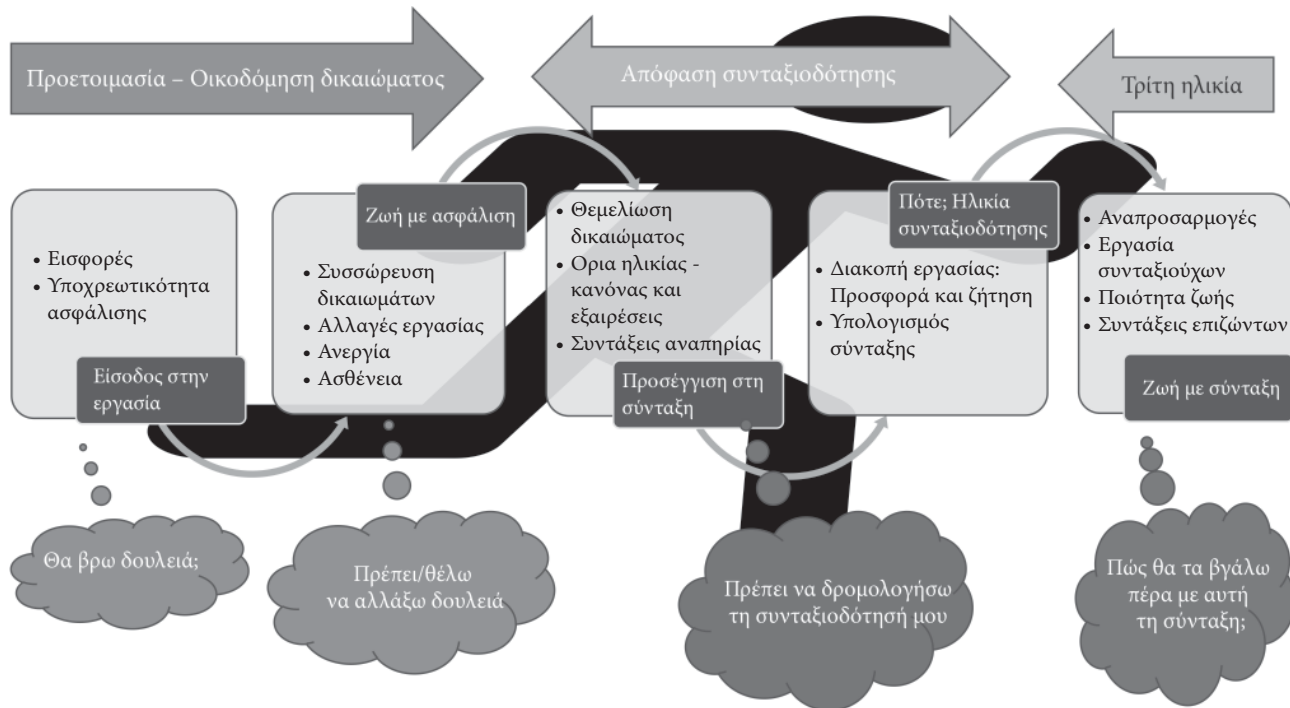 Προετοιμασία – Οικοδόμηση δικαιώματος
Απόφαση συνταξιοδότησης
Τρίτη ηλικία
• Εισφορές
• Υποχρεωτικότητα
ασφάλισης
Είσοδος στην
εργασία
Ζωή με ασφάλιση
• Συσσώρευση
δικαιωμάτων
• Αλλαγές εργασίας
• Ανεργία
• Ασθένεια
• Θεμελίωση
δικαιώματος
• Ορια ηλικίας -
κανόνας και
εξαιρέσεις
• Συντάξεις αναπηρίας
Προσέγγιση στη
σύνταξη
Πότε; Ηλικία
συνταξιοδότησης
• Διακοπή εργασίας:
Προσφορά και ζήτηση
• Υπολογισμός
σύνταξης
• Αναπροσαρμογές
• Εργασία
συνταξιούχων
• Ποιότητα ζωής
• Συντάξεις επιζώντων
Ζωή με σύνταξη
Θα βρω δουλειά;
Πρέπει/θέλω
να αλλάξω δουλειά
Πρέπει να δρομολογήσω
τη συνταξιοδότησή μου
Πώς θα τα βγάλω
πέρα με αυτή
τη σύνταξη;